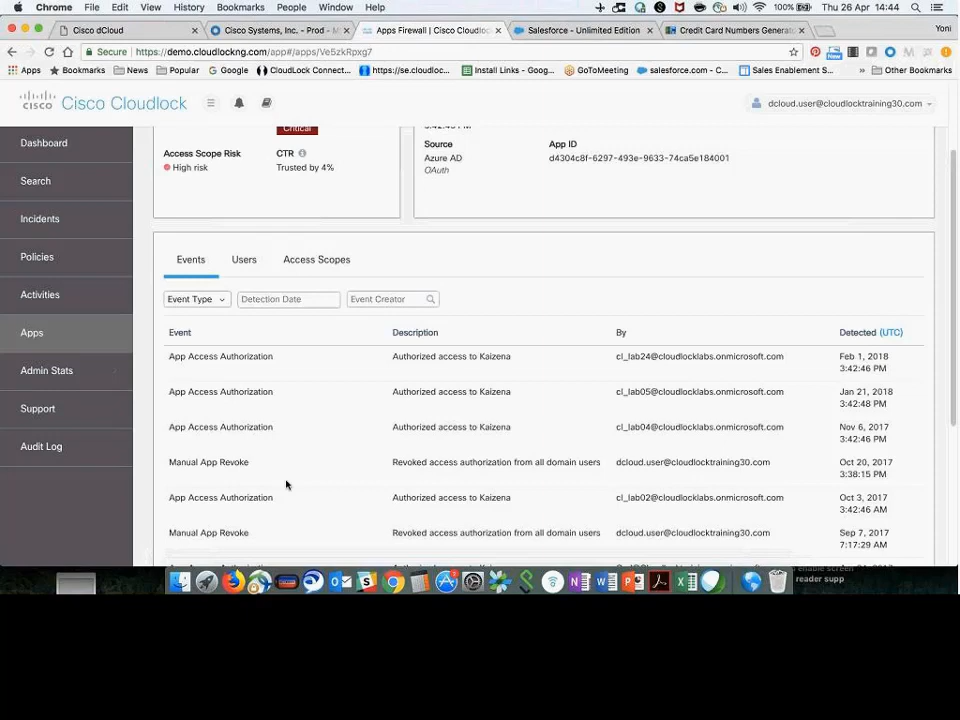 Chrome File Edit View History Bookmarks People Window Help 100% Thu 26 Apr 14:44
Cisco dCloud Cisco Systems, Inc. - Prod - M Apps Firewall | Cisco Cloudloc Salesforce - Unlimited Edition Credit Card Numbers Generato Yoni
Secure https://demo.cloudlockng.com/app#/apps/Ve5zkRpxg7
Apps Bookmarks News Popular Google CloudLock Connect... https://se.cloudloc... Install Links - Goog... GoToMeeting salesforce.com - C... Sales Enablement S... » Other Bookmarks
cisco Cisco Cloudlock dcloud.user@cloudlocktraining30.com
Dashboard
Search
Incidents
Policies
Activities
Apps
Admin Stats
Support
Audit Log
Critical
Access Scope Risk CTR
High risk Trusted by 4%
Source App ID
Azure AD d4304c8f-6297-493e-9633-74ca5e184001
OAuth
Events Users Access Scopes
Event Type Detection Date Event Creator
Event Description By Detected (UTC)
App Access Authorization Authorized access to Kaizena cl_lab24@cloudlocklabs.onmicrosoft.com Feb 1, 2018
3:42:46 PM
App Access Authorization Authorized access to Kaizena cl_lab05@cloudlocklabs.onmicrosoft.com Jan 21, 2018
3:42:48 PM
App Access Authorization Authorized access to Kaizena cl_lab04@cloudlocklabs.onmicrosoft.com Nov 6, 2017
3:42:46 PM
Manual App Revoke Revoked access authorization from all domain users dcloud.user@cloudlocktraining30.com Oct 20, 2017
3:38:15 PM
App Access Authorization Authorized access to Kaizena cl_lab02@cloudlocklabs.onmicrosoft.com Oct 3, 2017
3:42:46 AM
Manual App Revoke Revoked access authorization from all domain users dcloud.user@cloudlocktraining30.com Sep 7, 2017
7:17:29 AM
enable screen
reader supp